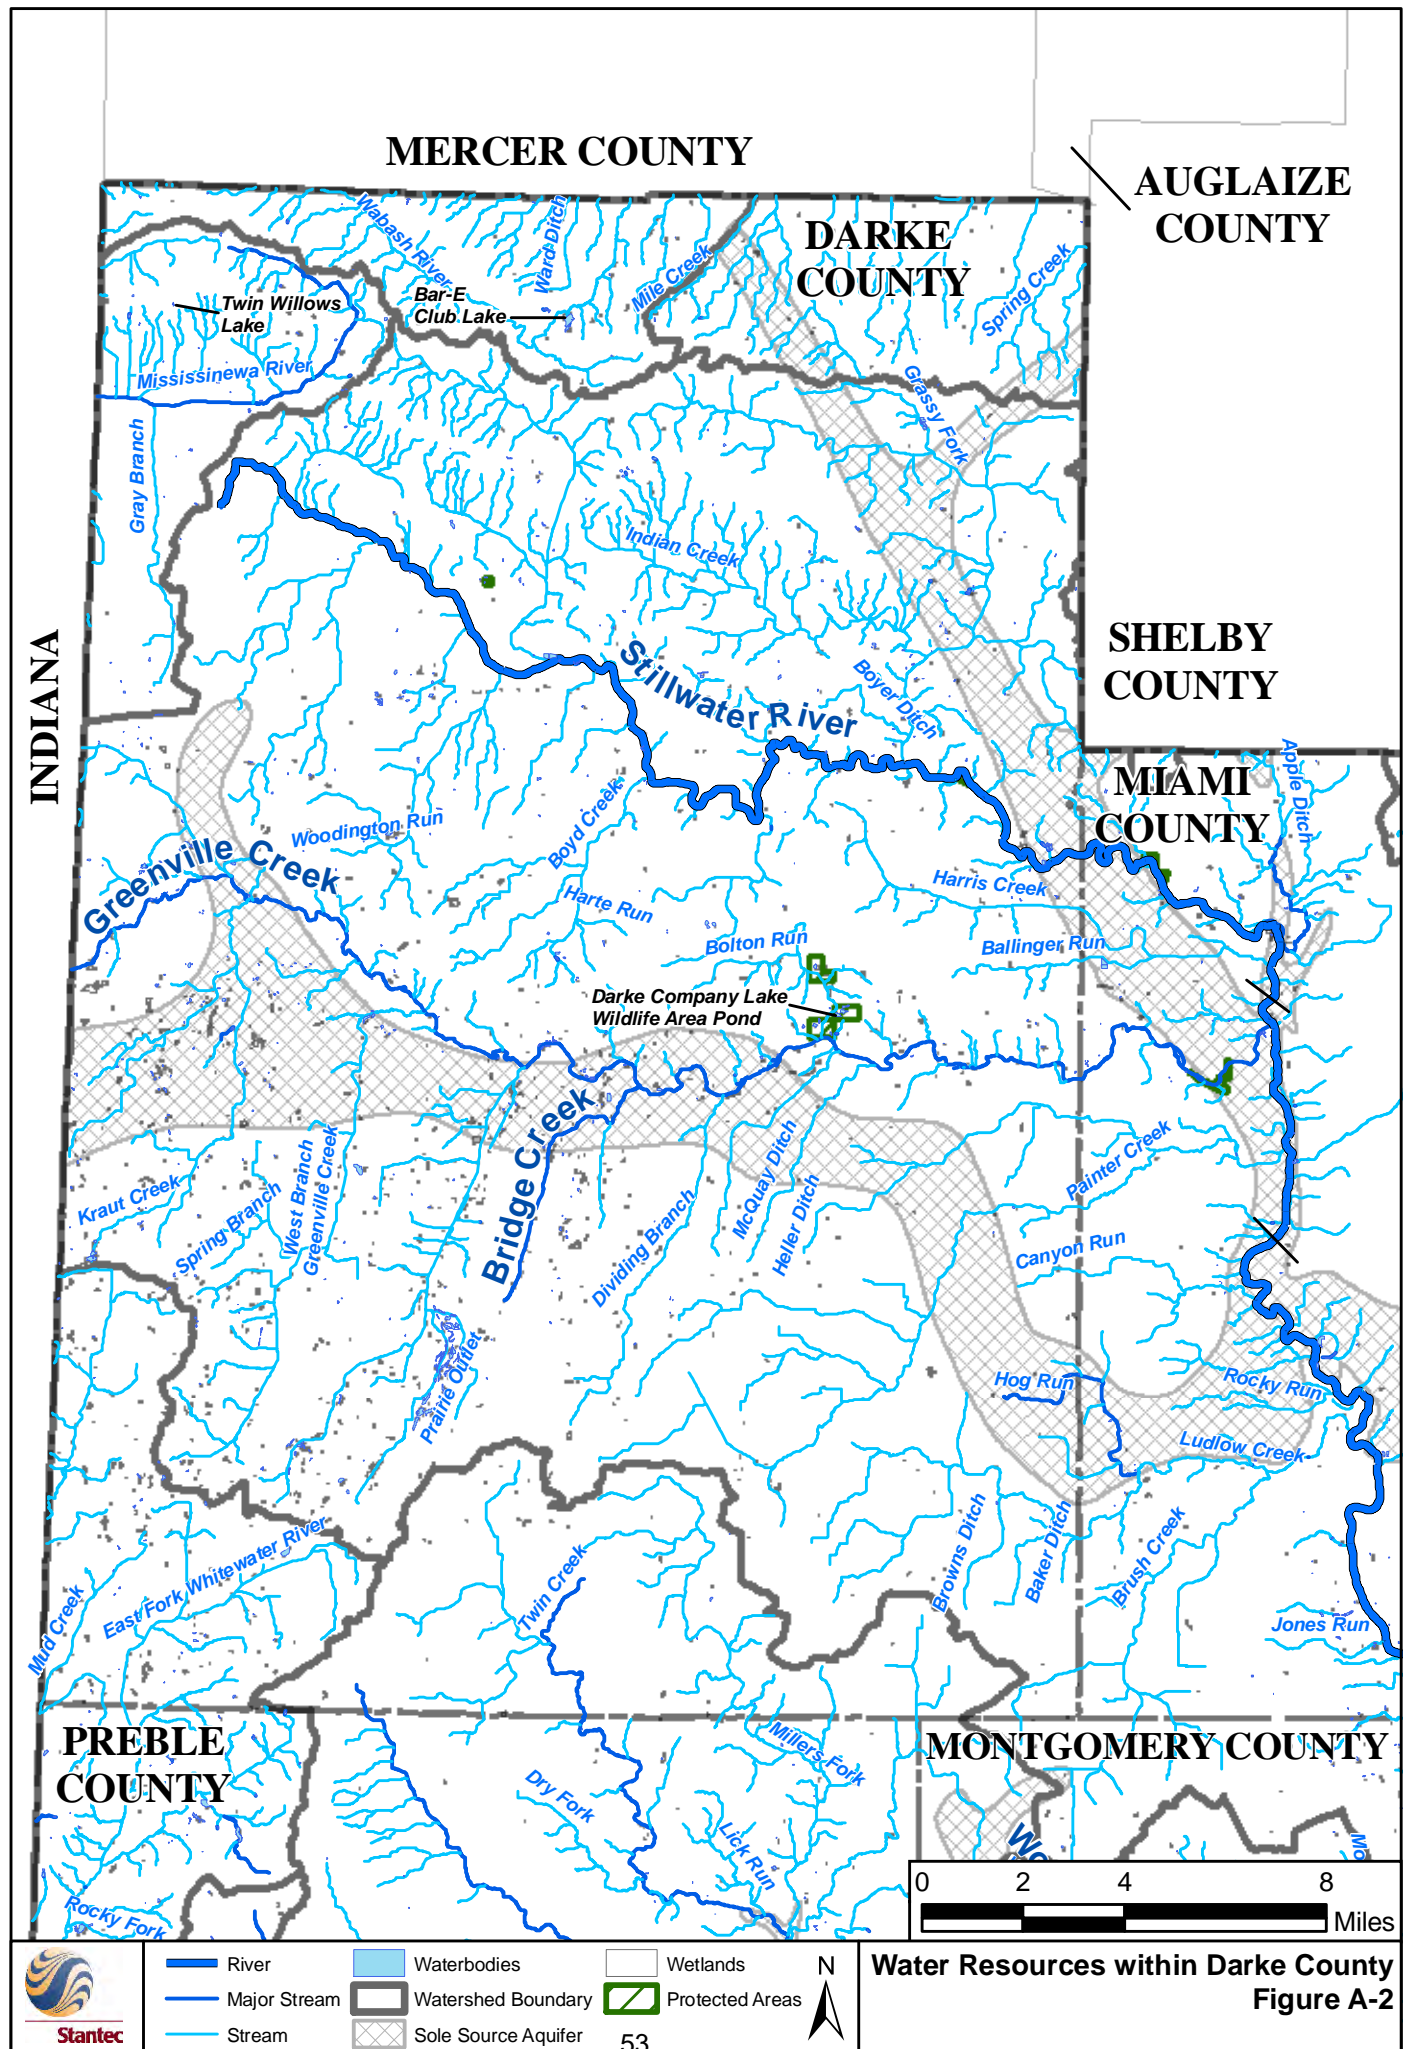 MERCER COUNTY
AUGLAIZE
COUNTY
DARKE
COUNTY
Wabash River
Ward Ditch
Mile Creek
Spring Creek
Twin Willows
Lake
Bar-E
Club Lake
Mississinewa River
Grassy Fork
Gray Branch
Indian Creek
INDIANA
SHELBY
COUNTY
Stillwater River
Boyer Ditch
Apple Ditch
MIAMI
COUNTY
Woodington Run
Boyd Creek
Greenville Creek
Harte Run
Harris Creek
Bolton Run
Ballinger Run
Darke Company Lake
Wildlife Area Pond
Bridge Creek
McQuay Ditch
Heller Ditch
Painter Creek
Kraut Creek
Spring Branch
West Branch
Greenville Creek
Dividing Branch
Canyon Run
Prairie Outlet
Hog Run
Rocky Run
Ludlow Creek
Mud Creek
East Fork Whitewater River
Twin Creek
Browns Ditch
Baker Ditch
Brush Creek
Jones Run
PREBLE
COUNTY
Millers Fork
MONTGOMERY COUNTY
Dry Fork
Lick Run
Rocky Fork
Wo
Mo
0 2 4 8
Miles
Stantec
River
Major Stream
Stream
Waterbodies
Watershed Boundary
Sole Source Aquifer
Wetlands
Protected Areas
53
N
Water Resources within Darke County
Figure A-2